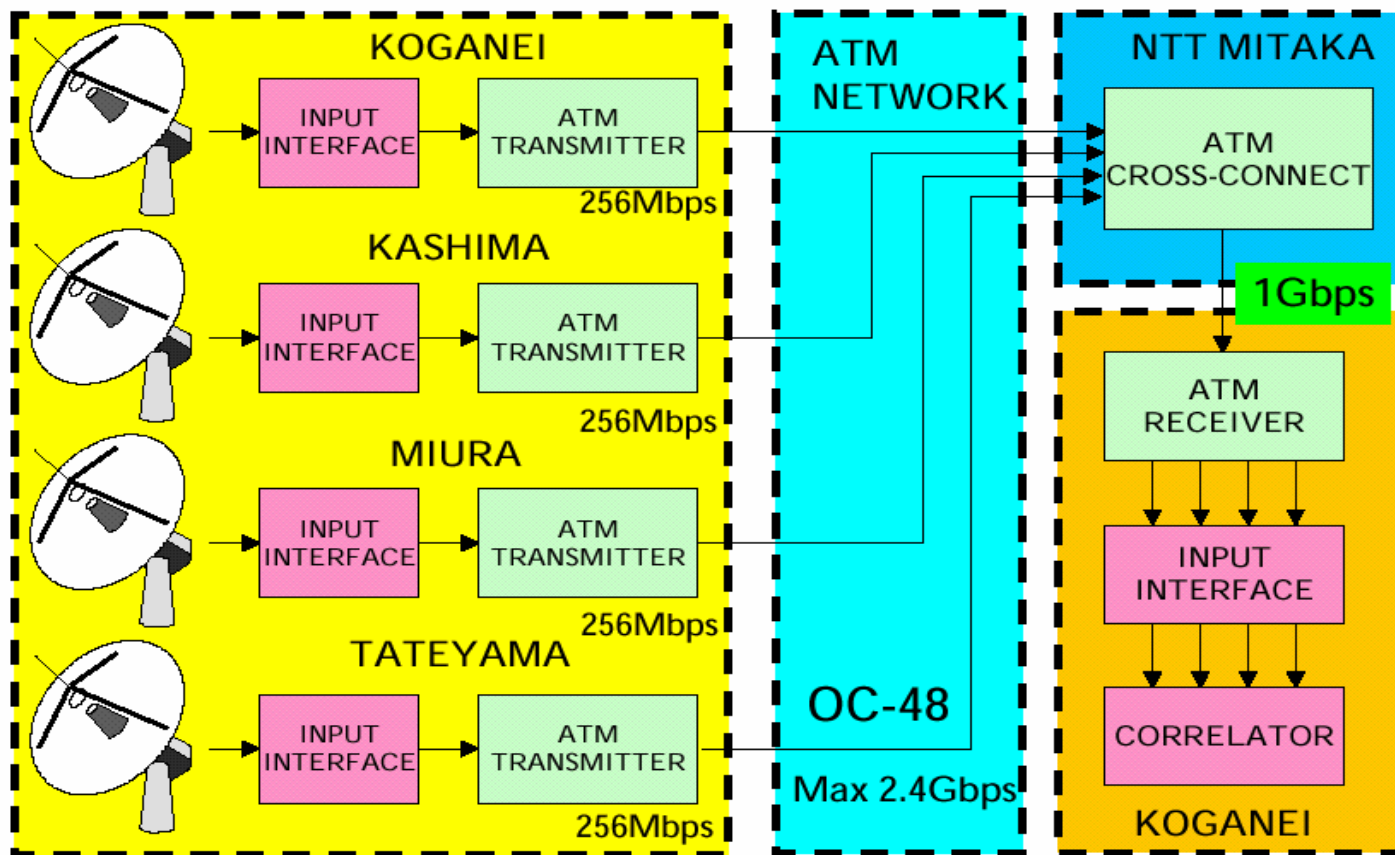 KOGANEI
INPUT
INTERFACE
ATM
TRANSMITTER
256Mbps
KASHIMA
INPUT
INTERFACE
ATM
TRANSMITTER
256Mbps
MIURA
INPUT
INTERFACE
ATM
TRANSMITTER
256Mbps
TATEYAMA
INPUT
INTERFACE
ATM
TRANSMITTER
256Mbps
ATM
NETWORK
OC-48
Max 2.4Gbps
NTT MITAKA
ATM
CROSS-CONNECT
1Gbps
ATM
RECEIVER
INPUT
INTERFACE
CORRELATOR
KOGANEI